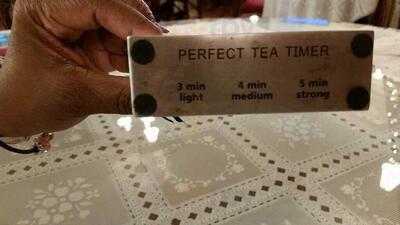 PERFECT TEA TIMER
3 min 4 min 5 min
light medium strong